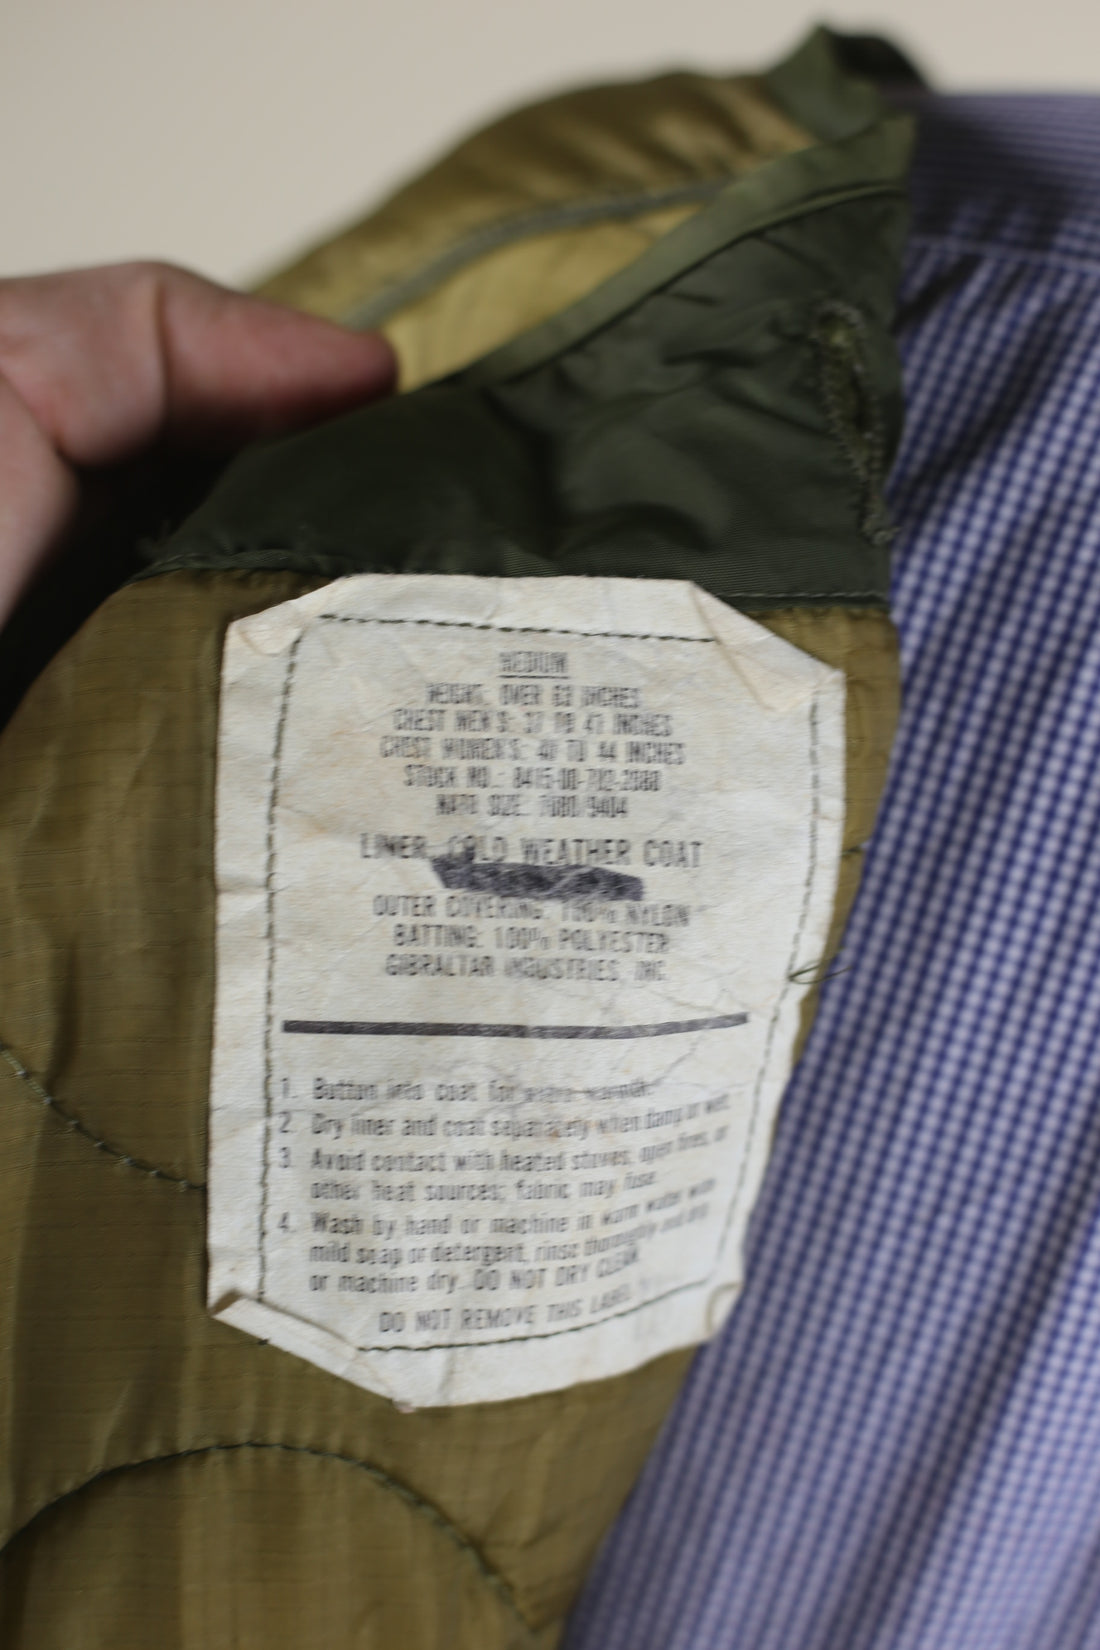 MEDIUM
HEIGHT: OVER 63 INCHES
CHEST MEN'S: 37 TO 41 INCHES
CHEST WOMEN'S: 40 TO 44 INCHES
STOCK NO.: 8415-00-782-2888
NATO SIZE: 7080/9404
LINER, COLD WEATHER COAT
OUTER COVERING: 100% NYLON
BATTING: 100% POLYESTER
GIBRALTAR INDUSTRIES, INC.
1. Button into coat for extra warmth.
2. Dry liner and coat separately when damp or wet.
3. Avoid contact with heated stoves, open fires, or
other heat sources; fabric may fuse.
4. Wash by hand or machine in warm water with
mild soap or detergent, rinse thoroughly and drip
or machine dry. DO NOT DRY CLEAN.
DO NOT REMOVE THIS LABEL